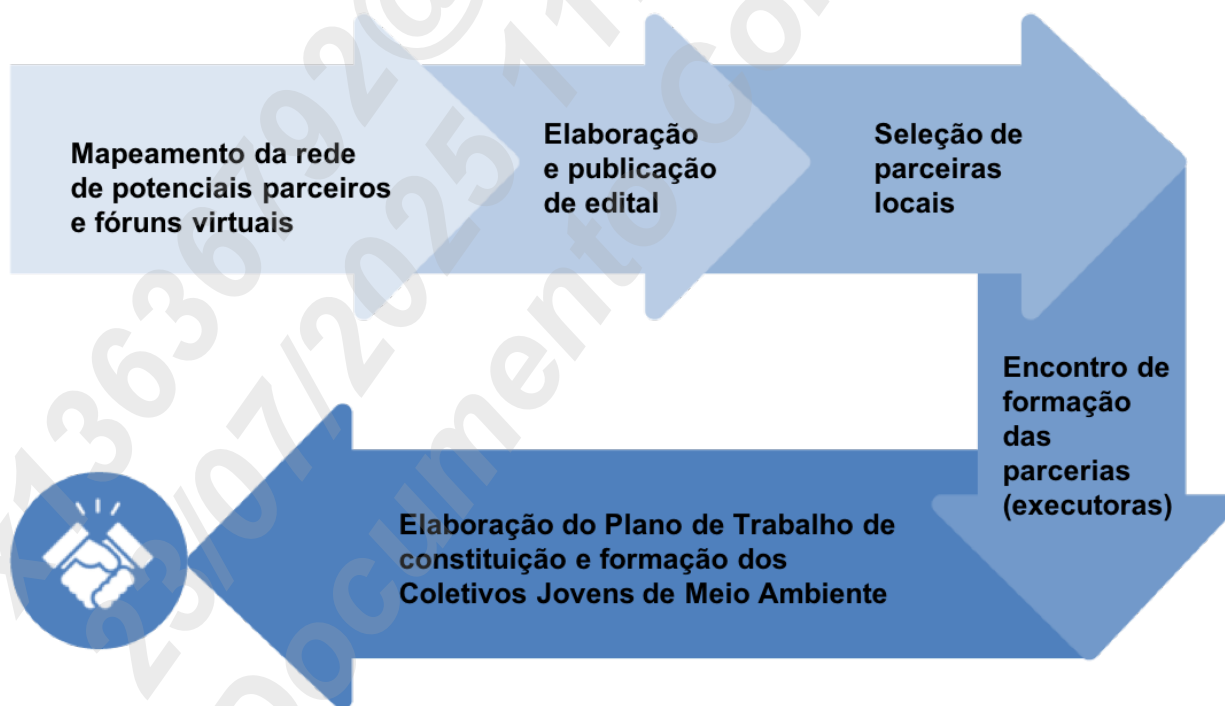 Mapeamento da rede
de potenciais parceiros
e fóruns virtuais
Elaboração
e publicação
de edital
Seleção de
parceiras
locais
Encontro de
formação
das
parcerias
(executoras)
Elaboração do Plano de Trabalho de
constituição e formação dos
Coletivos Jovens de Meio Ambiente